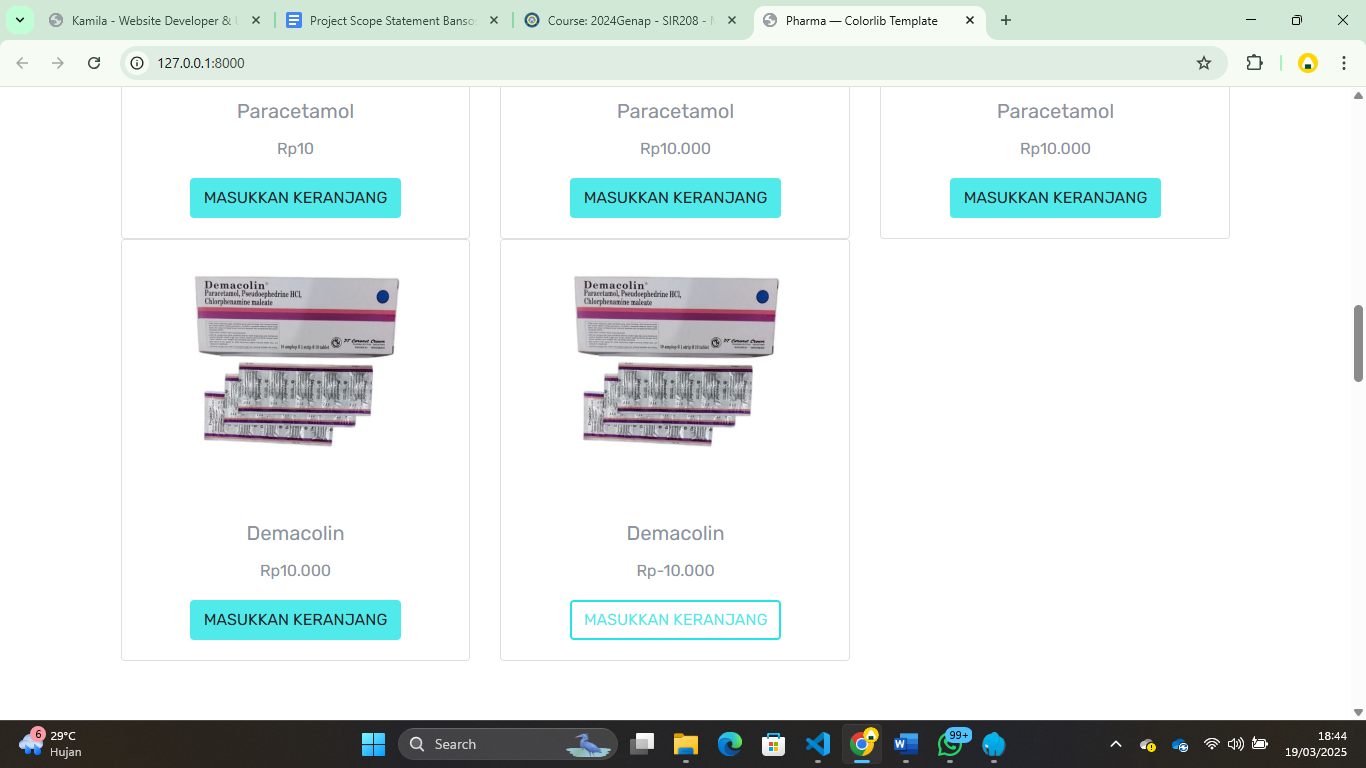 Kamila - Website Developer &
Project Scope Statement Banso
Course: 2024Genap - SIR208 -
Pharma — Colorlib Template
127.0.0.1:8000
Paracetamol
Rp10
MASUKKAN KERANJANG
Paracetamol
Rp10.000
MASUKKAN KERANJANG
Paracetamol
Rp10.000
MASUKKAN KERANJANG
Demacolin®
Paracetamol, Pseudoephedrine HCl,
Chlorphenamine maleate
Demacolin
Rp10.000
MASUKKAN KERANJANG
Demacolin®
Paracetamol, Pseudoephedrine HCl,
Chlorphenamine maleate
Demacolin
Rp-10.000
MASUKKAN KERANJANG
6
29°C
Hujan
Search
99+
18:44
19/03/2025